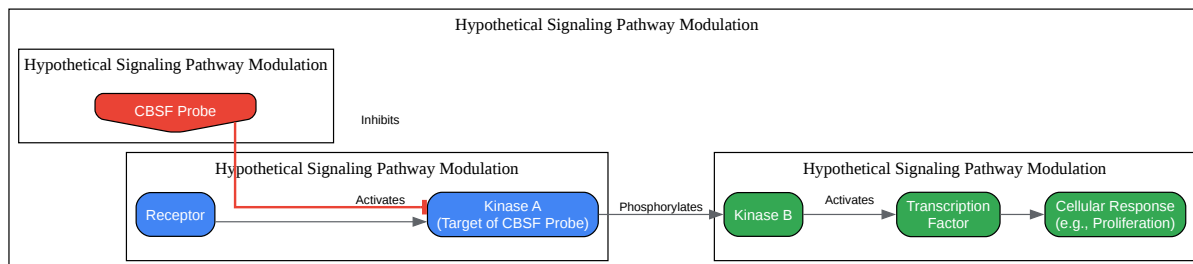 Hypothetical Signaling Pathway Modulation
Hypothetical Signaling Pathway Modulation
CBSF Probe
Inhibits
Hypothetical Signaling Pathway Modulation
Receptor
Activates
Kinase A
(Target of CBSF Probe)
Phosphorylates
Hypothetical Signaling Pathway Modulation
Kinase B
Activates
Transcription
Factor
Cellular Response
(e.g., Proliferation)